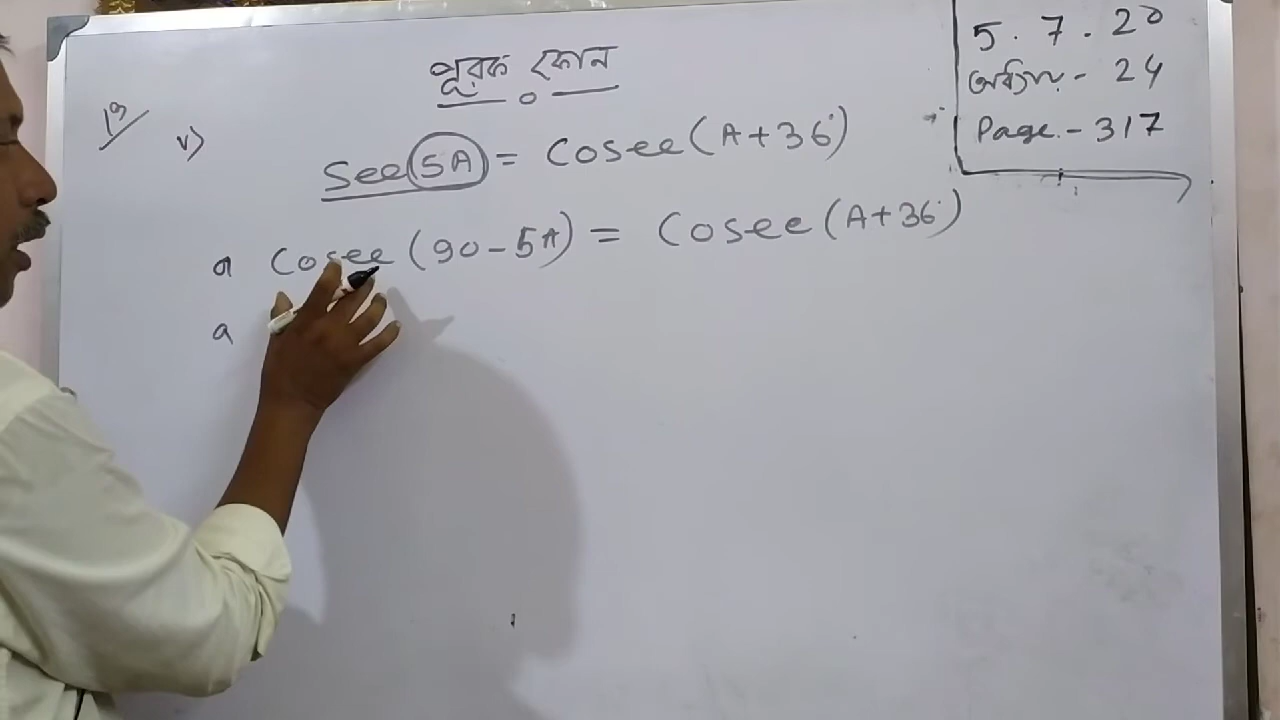 পূরক কোন
5.7.20
অধ্যায়.- 24
Page.- 317
v)
Sec(5A) = Cosec(A+36°)
a Cosec(90-5A) = Cosec(A+36°)
a